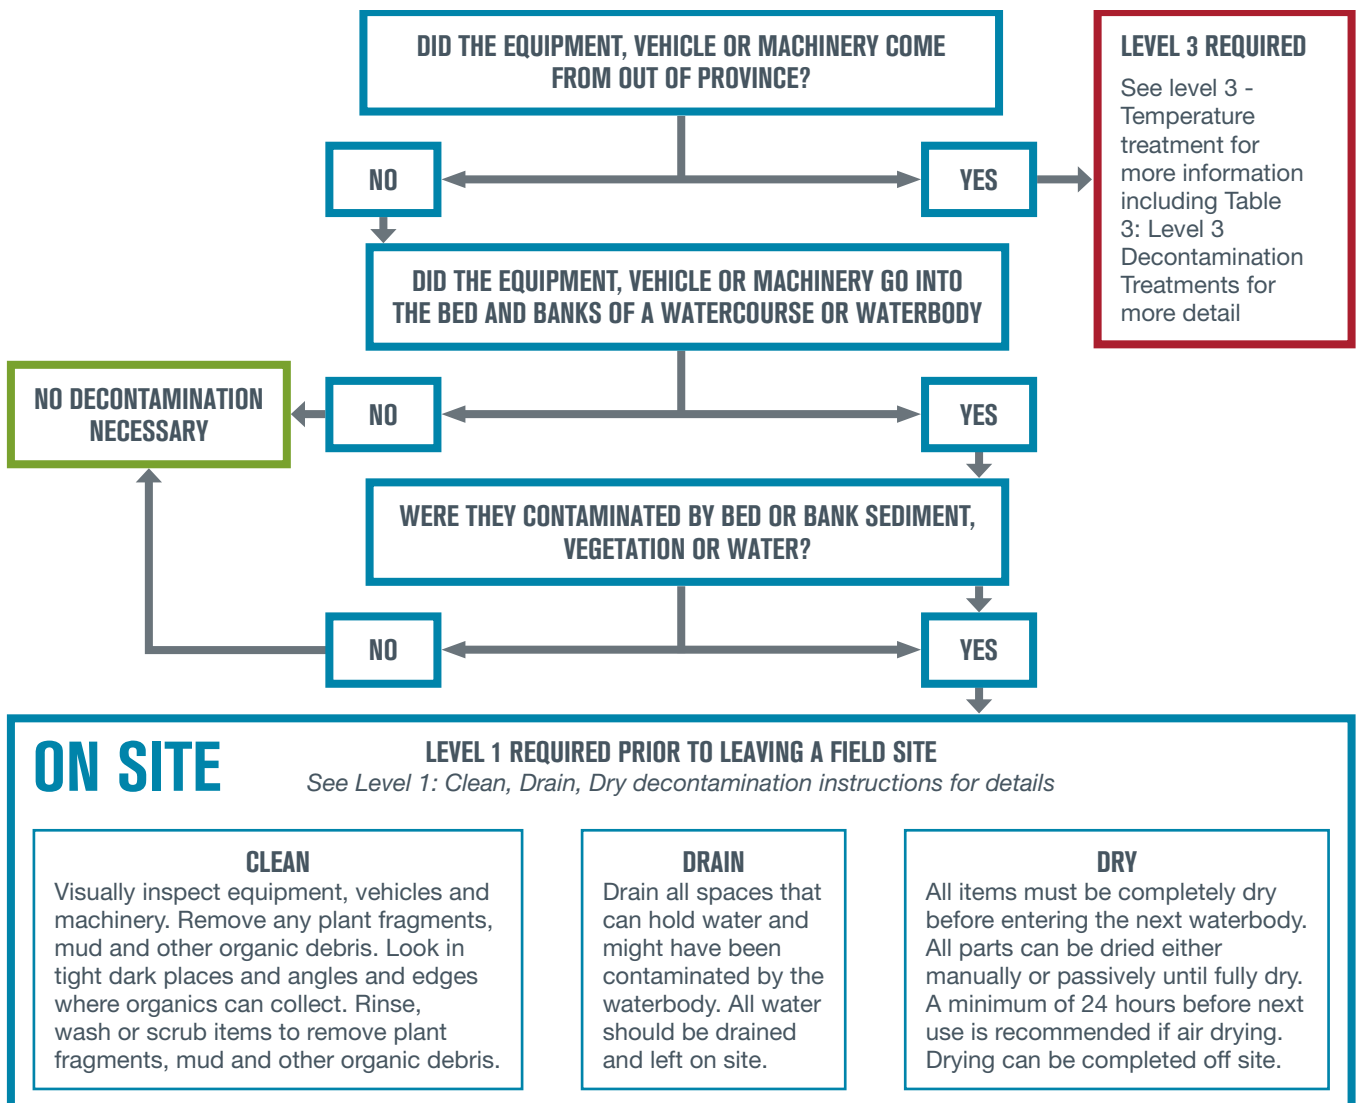 DID THE EQUIPMENT, VEHICLE OR MACHINERY COME
FROM OUT OF PROVINCE?
LEVEL 3 REQUIRED
See level 3 -
Temperature
treatment for
more information
including Table
3: Level 3
Decontamination
Treatments for
more detail
NO
YES
DID THE EQUIPMENT, VEHICLE OR MACHINERY GO INTO
THE BED AND BANKS OF A WATERCOURSE OR WATERBODY
NO DECONTAMINATION
NECESSARY
NO
YES
WERE THEY CONTAMINATED BY BED OR BANK SEDIMENT,
VEGETATION OR WATER?
NO
YES
ON SITE
LEVEL 1 REQUIRED PRIOR TO LEAVING A FIELD SITE
See Level 1: Clean, Drain, Dry decontamination instructions for details
CLEAN
Visually inspect equipment, vehicles and
machinery. Remove any plant fragments,
mud and other organic debris. Look in
tight dark places and angles and edges
where organics can collect. Rinse,
wash or scrub items to remove plant
fragments, mud and other organic debris.
DRAIN
Drain all spaces that
can hold water and
might have been
contaminated by the
waterbody. All water
should be drained
and left on site.
DRY
All items must be completely dry
before entering the next waterbody.
All parts can be dried either
manually or passively until fully dry.
A minimum of 24 hours before next
use is recommended if air drying.
Drying can be completed off site.